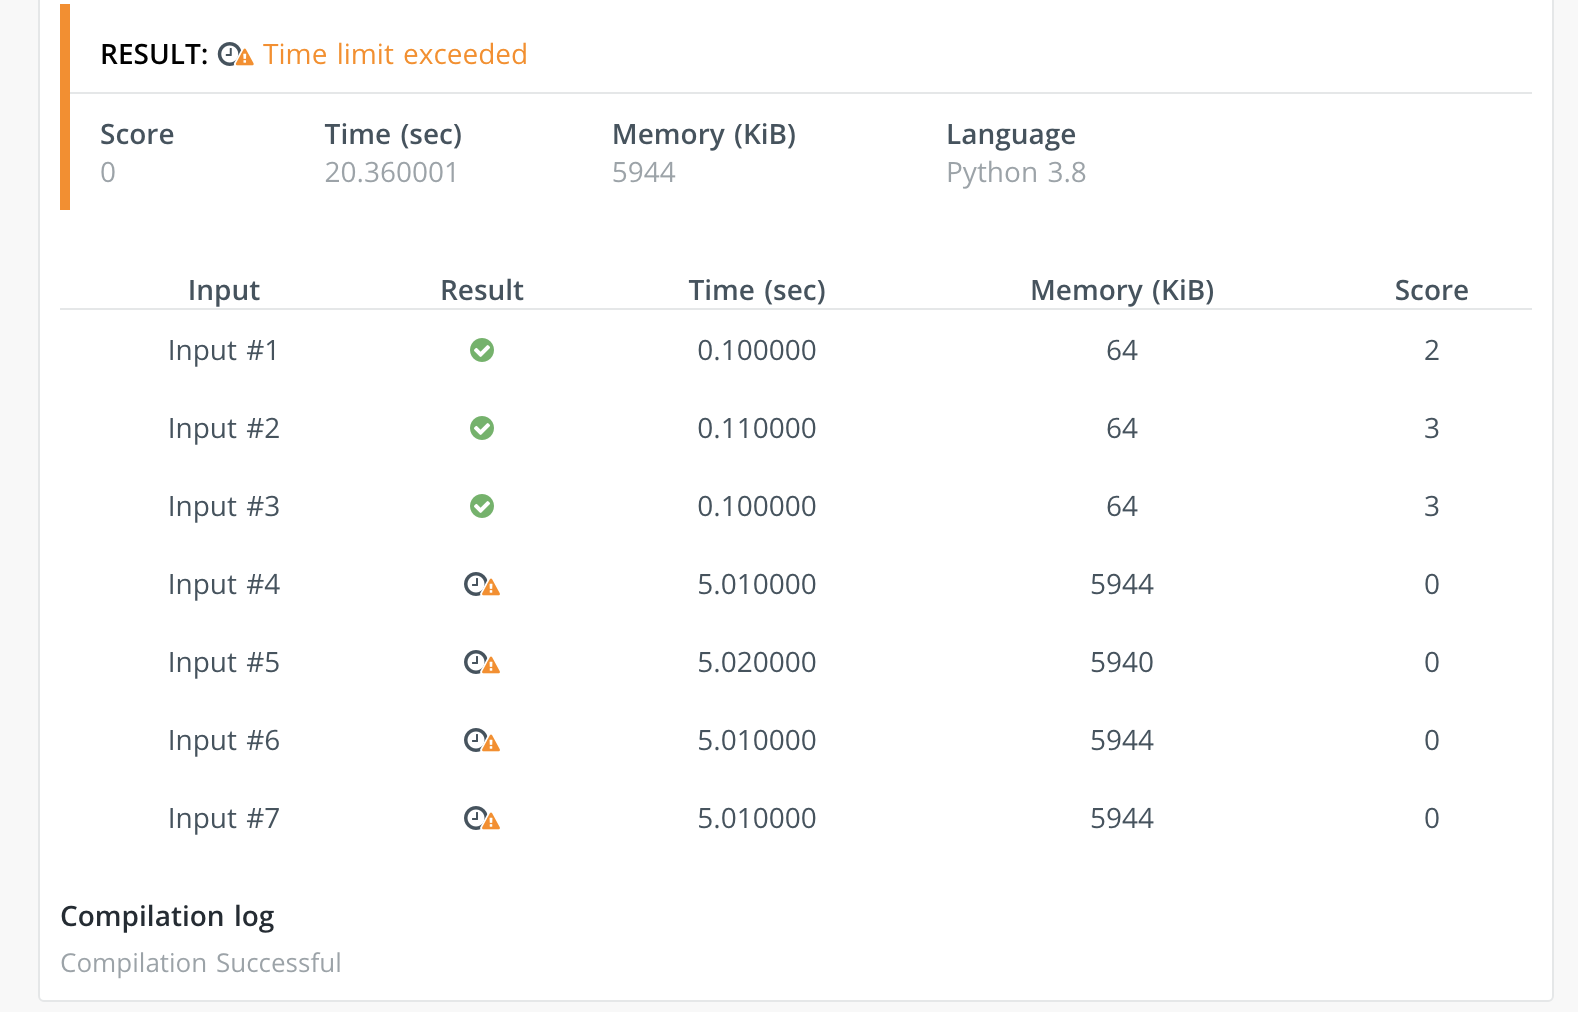 RESULT: Time limit exceeded
Score Time (sec) Memory (KiB) Language
0 20.360001 5944 Python 3.8
Input Result Time (sec) Memory (KiB) Score
Input #1 0.100000 64 2
Input #2 0.110000 64 3
Input #3 0.100000 64 3
Input #4 5.010000 5944 0
Input #5 5.020000 5940 0
Input #6 5.010000 5944 0
Input #7 5.010000 5944 0
Compilation log
Compilation Successful